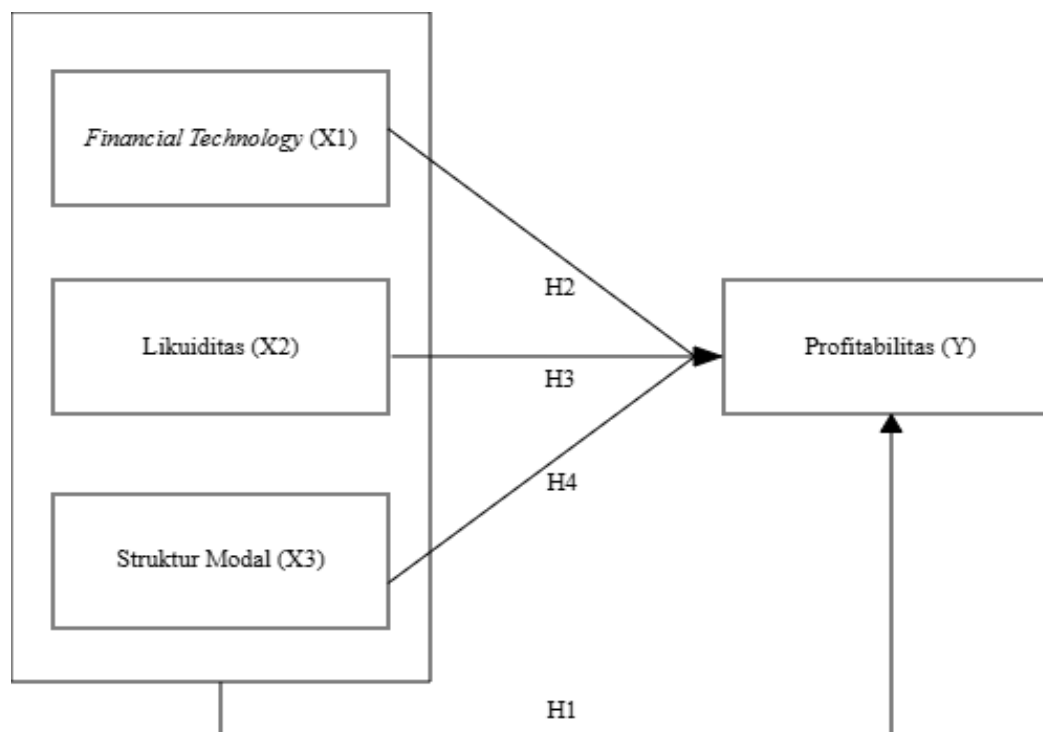 Financial Technology (X1)
H2
Likuiditas (X2)
Profitabilitas (Y)
H3
H4
Struktur Modal (X3)
H1